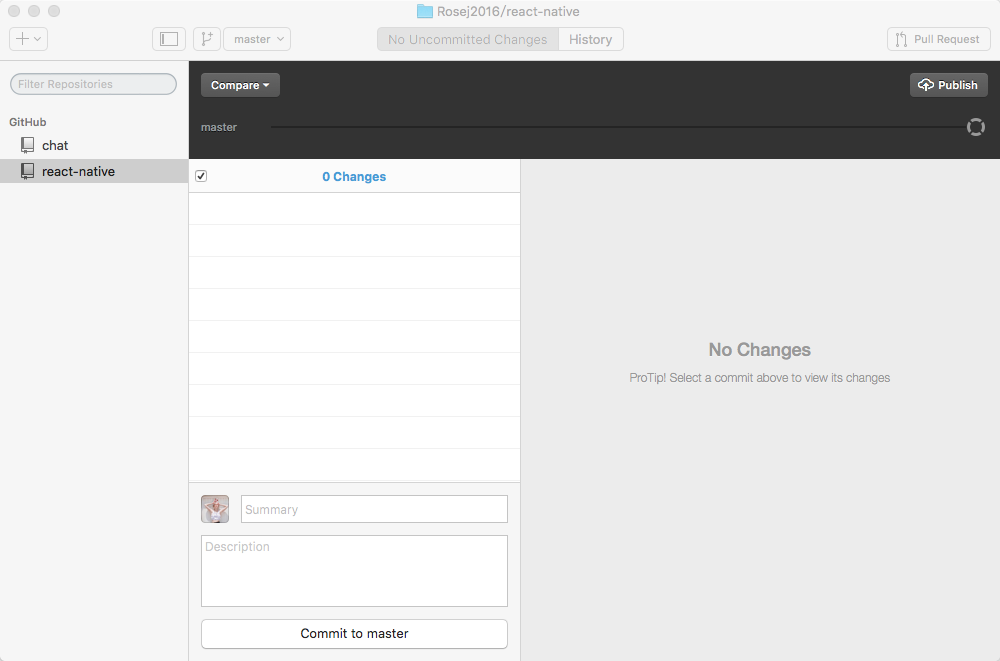 Rosej2016/react-native
master
No Uncommitted Changes
History
Pull Request
Filter Repositories
GitHub
chat
react-native
Compare
Publish
master
0 Changes
No Changes
ProTip! Select a commit above to view its changes
Summary
Description
Commit to master